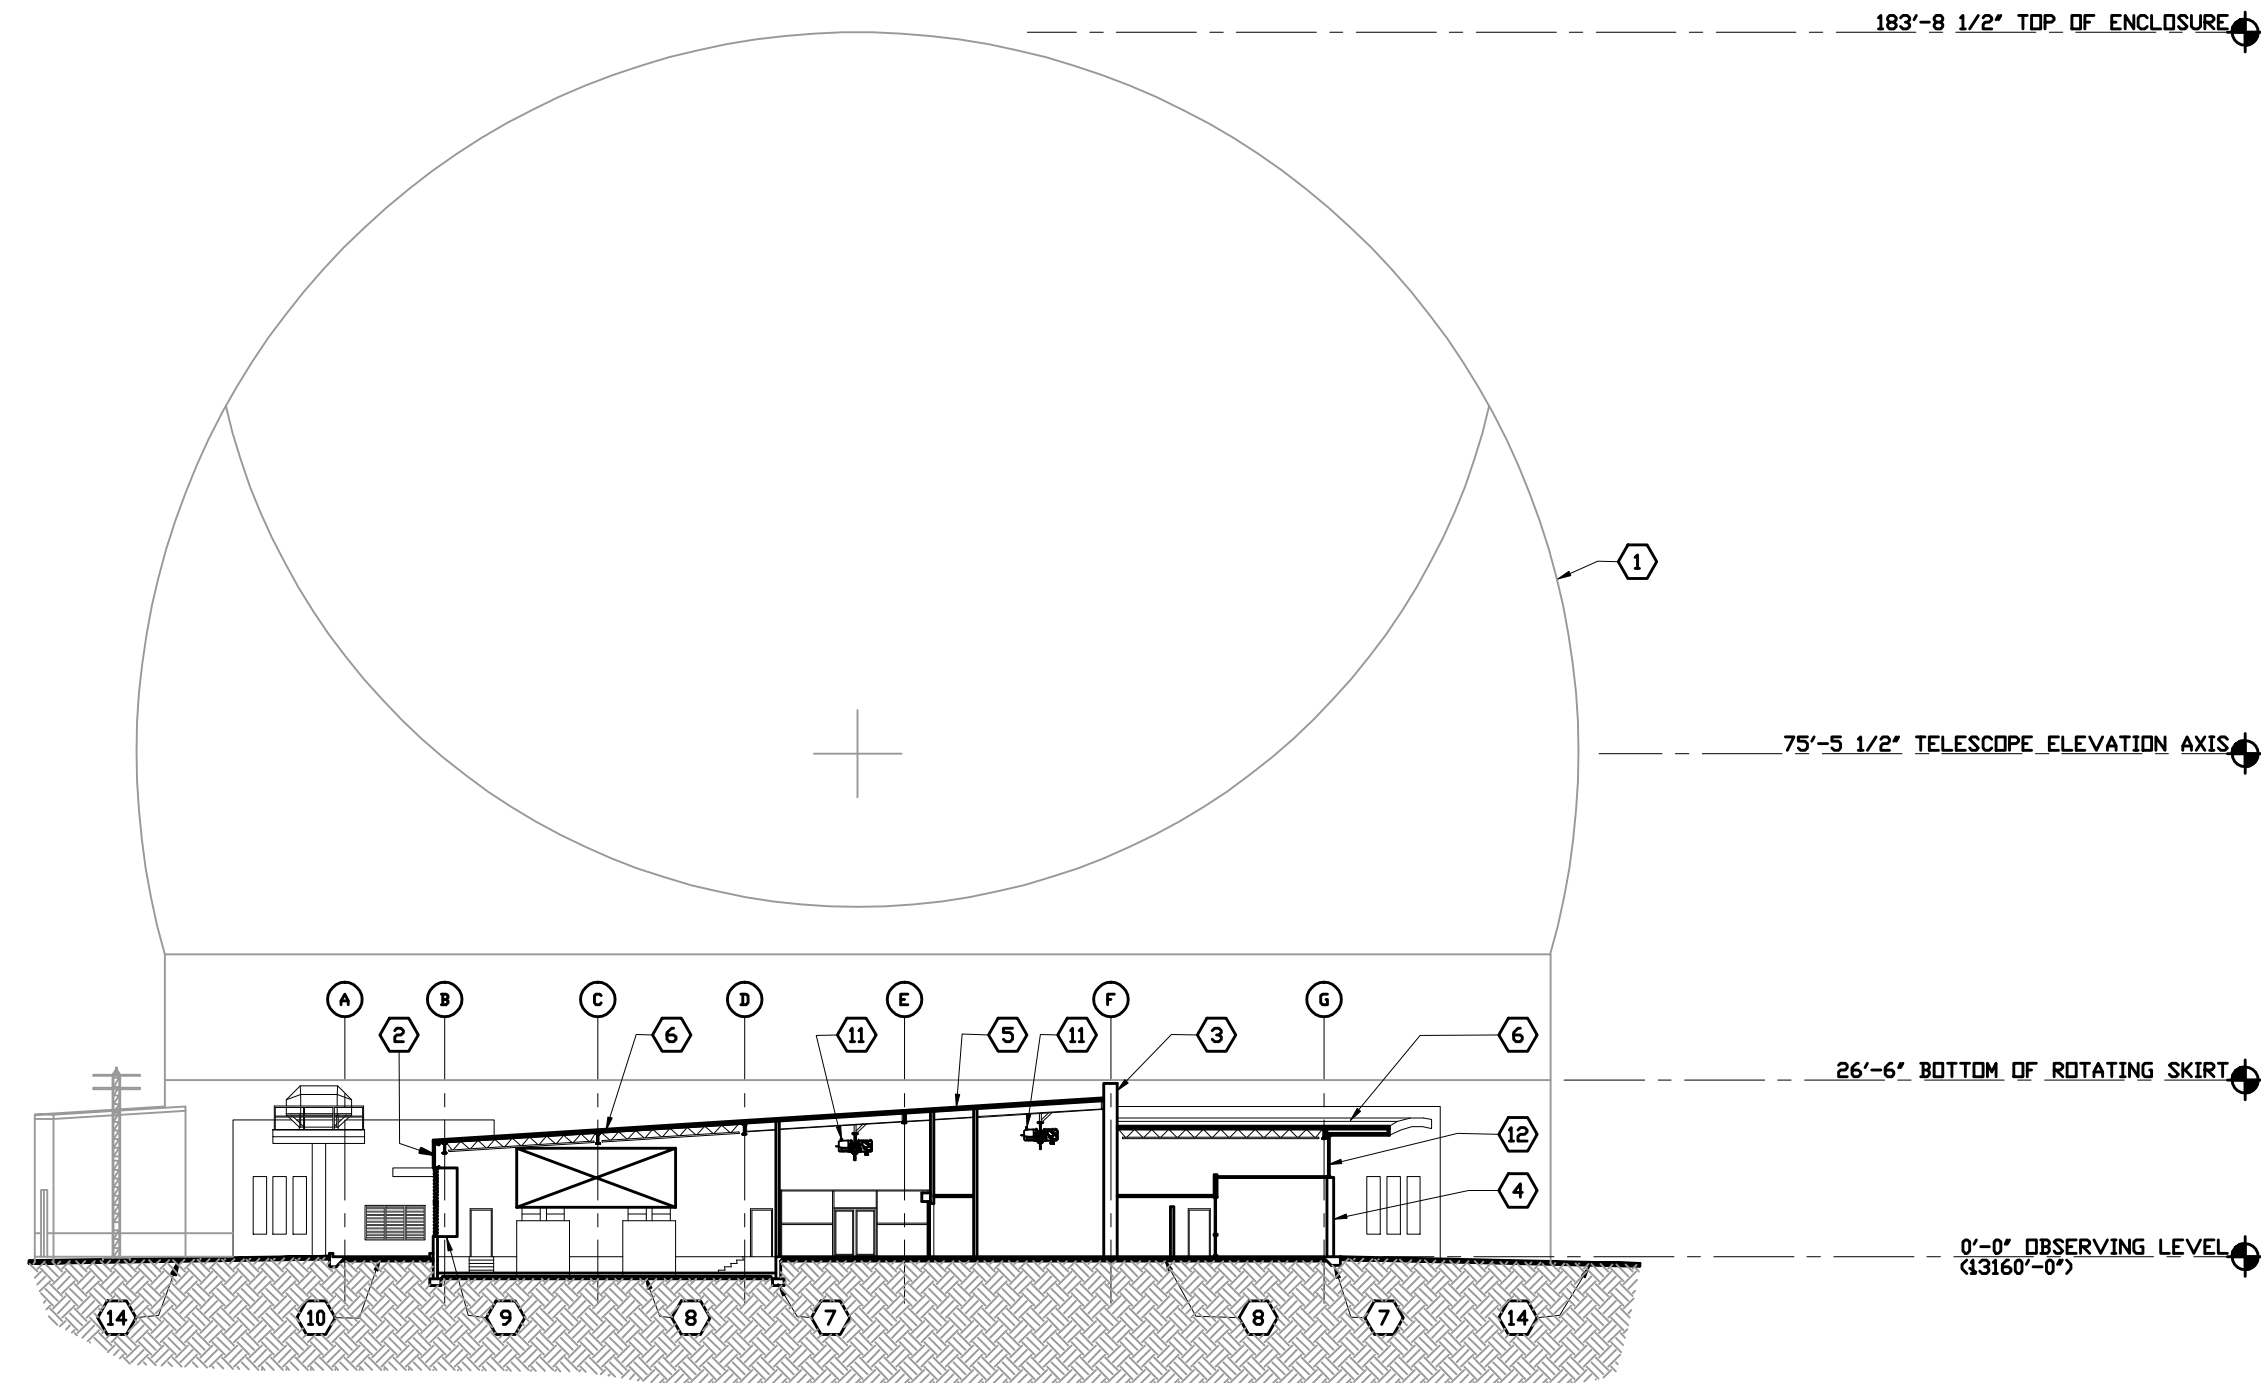 183'-8 1/2" TOP OF ENCLOSURE
1
75'-5 1/2" TELESCOPE ELEVATION AXIS
A B C D E F G
2 6 11 5 11 3 6
26'-6" BOTTOM OF ROTATING SKIRT
12
4
0'-0" OBSERVING LEVEL
(13160'-0")
14 10 9 8 7 8 7 14